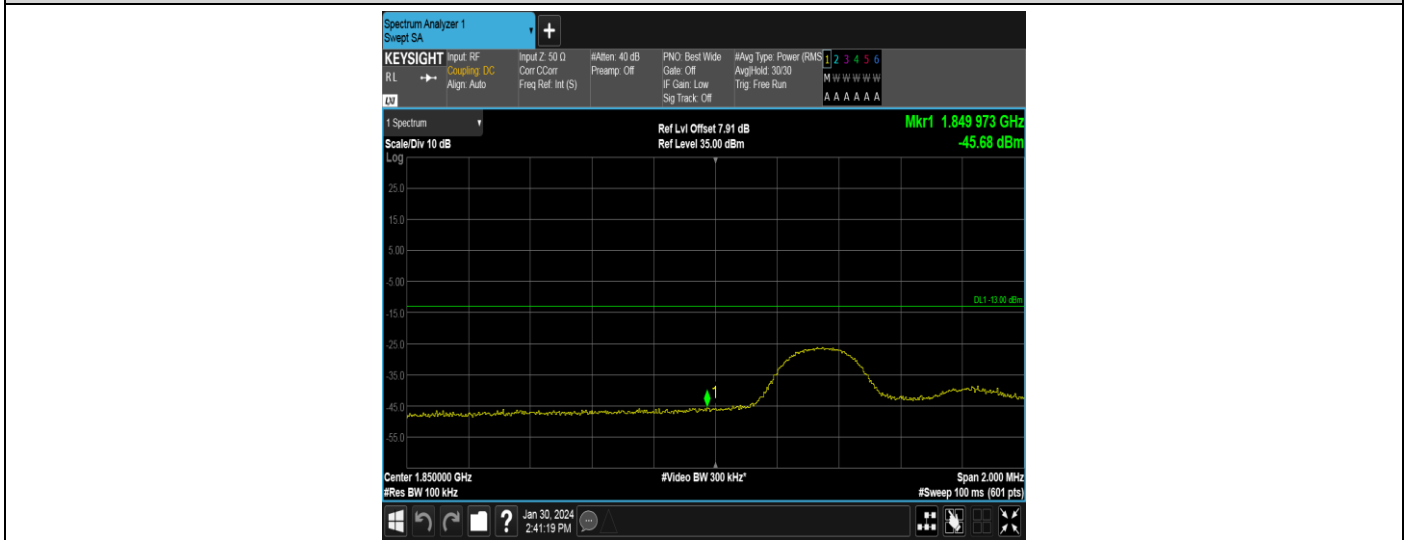 Spectrum Analyzer 1
Swept SA
+
KEYSIGHT
RL
LXI
Input: RF
Coupling: DC
Align: Auto
Input Z: 50 Ω
Corr CCorr
Freq Ref: Int (S)
#Atten: 40 dB
Preamp: Off
PNO: Best Wide
Gate: Off
IF Gain: Low
Sig Track: Off
#Avg Type: Power (RMS
Avg|Hold: 30/30
Trig: Free Run
1 2 3 4 5 6
M W W W W W
A A A A A A
1 Spectrum
Scale/Div 10 dB
Log
Ref Lvl Offset 7.91 dB
Ref Level 35.00 dBm
Mkr1 1.849 973 GHz
-45.68 dBm
25.0
15.0
5.00
-5.00
DL1 -13.00 dBm
-15.0
-25.0
-35.0
1
-45.0
-55.0
Center 1.850000 GHz
#Res BW 100 kHz
#Video BW 300 kHz*
Span 2.000 MHz
#Sweep 100 ms (601 pts)
?
Jan 30, 2024
2:41:19 PM